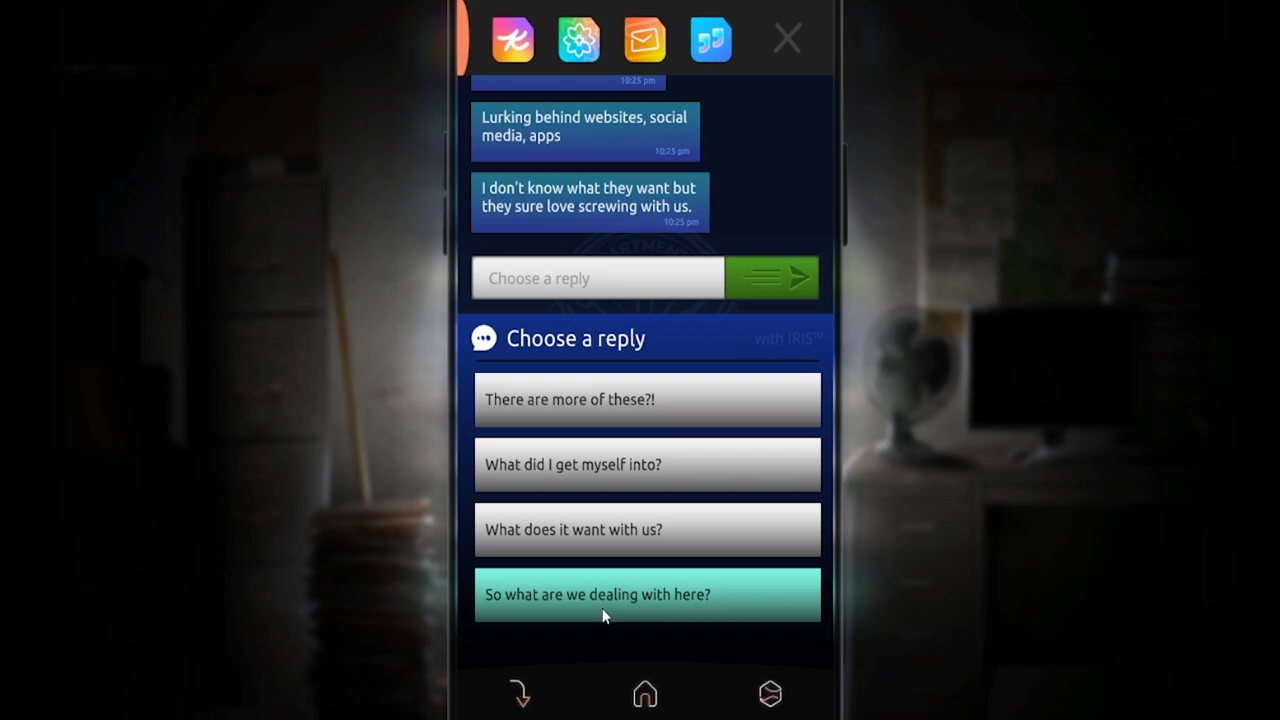 10:25 pm
Lurking behind websites, social
media, apps
10:25 pm
I don't know what they want but
they sure love screwing with us.
10:25 pm
ARTMEN
Choose a reply
Choose a reply
with IRIS™
There are more of these?!
What did I get myself into?
What does it want with us?
So what are we dealing with here?